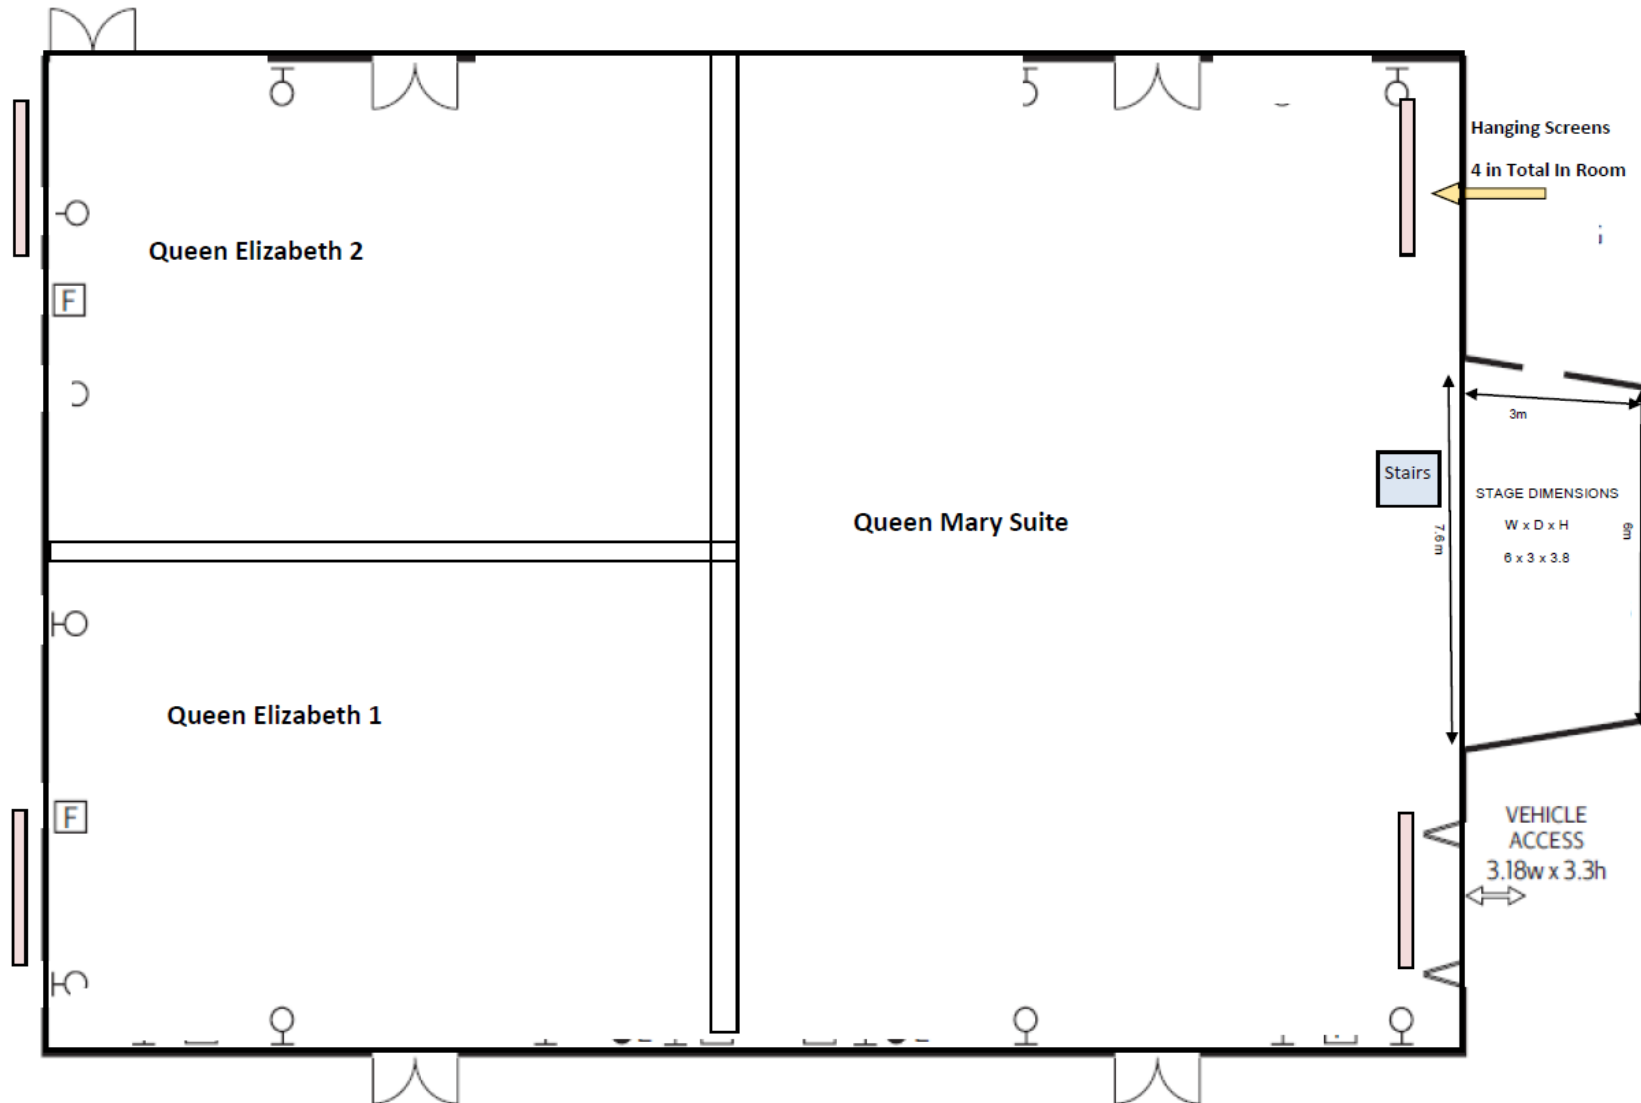 Hanging Screens
4 in Total In Room
Queen Elizabeth 2
F
3m
Stairs
STAGE DIMENSIONS
W x D x H
6 x 3 x 3.8
6m
7.6 m
Queen Mary Suite
Queen Elizabeth 1
F
VEHICLE
ACCESS
3.18w x 3.3h